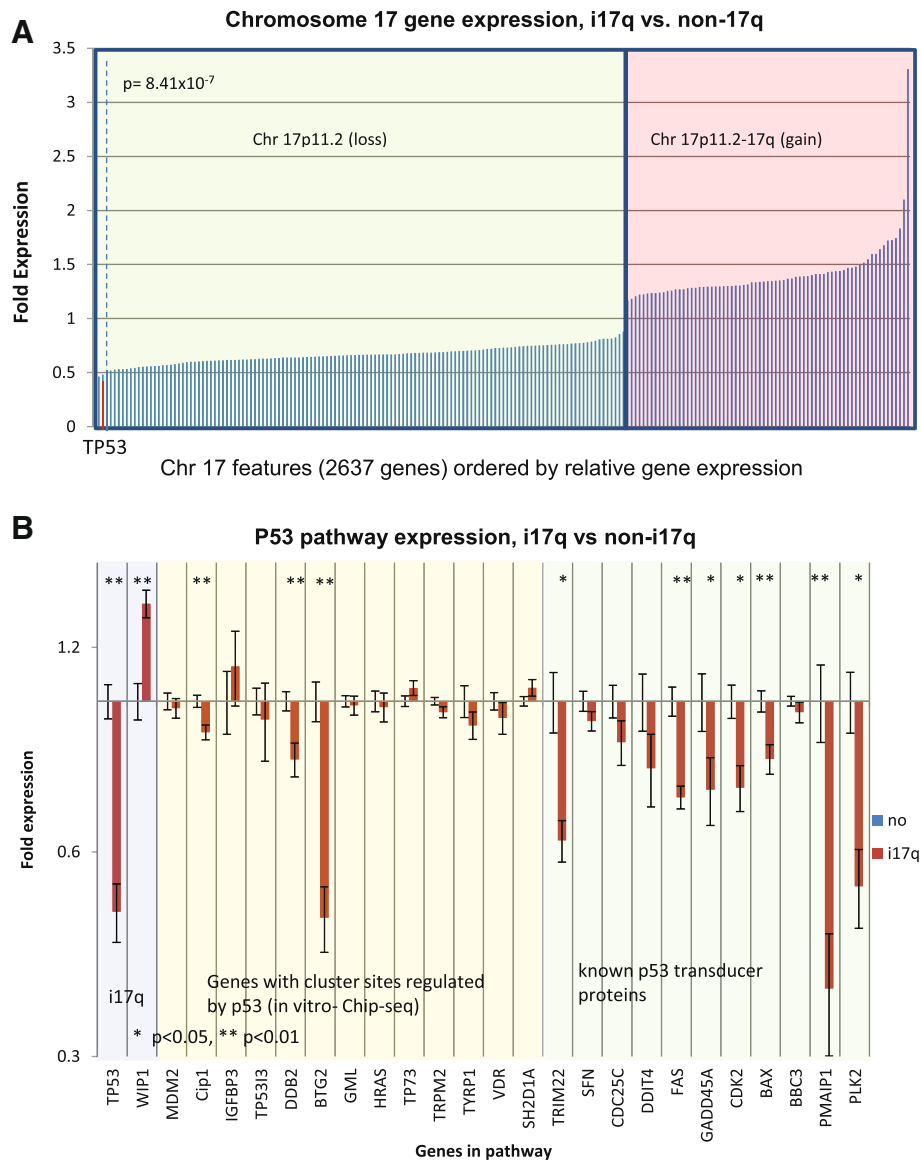 A
Chromosome 17 gene expression, i17q vs. non-17q
3.5
3
2.5
2
1.5
1
0.5
0
Fold Expression
p= 8.41x10⁻⁷
Chr 17p11.2 (loss)
Chr 17p11.2-17q (gain)
TP53
Chr 17 features (2637 genes) ordered by relative gene expression
B
P53 pathway expression, i17q vs non-i17q
** ** ** ** ** * ** * * ** ** *
1.2
0.6
0.3
Fold expression
no
i17q
i17q
Genes with cluster sites regulated
by p53 (in vitro- Chip-seq)
known p53 transducer
proteins
* p<0.05, ** p<0.01
TP53
WIP1
MDM2
Cip1
IGFBP3
TP53I3
DDB2
BTG2
GML
HRAS
TP73
TRPM2
TYRP1
VDR
SH2D1A
TRIM22
SFN
CDC25C
DDIT4
FAS
GADD45A
CDK2
BAX
BBC3
PMAIP1
PLK2
Genes in pathway